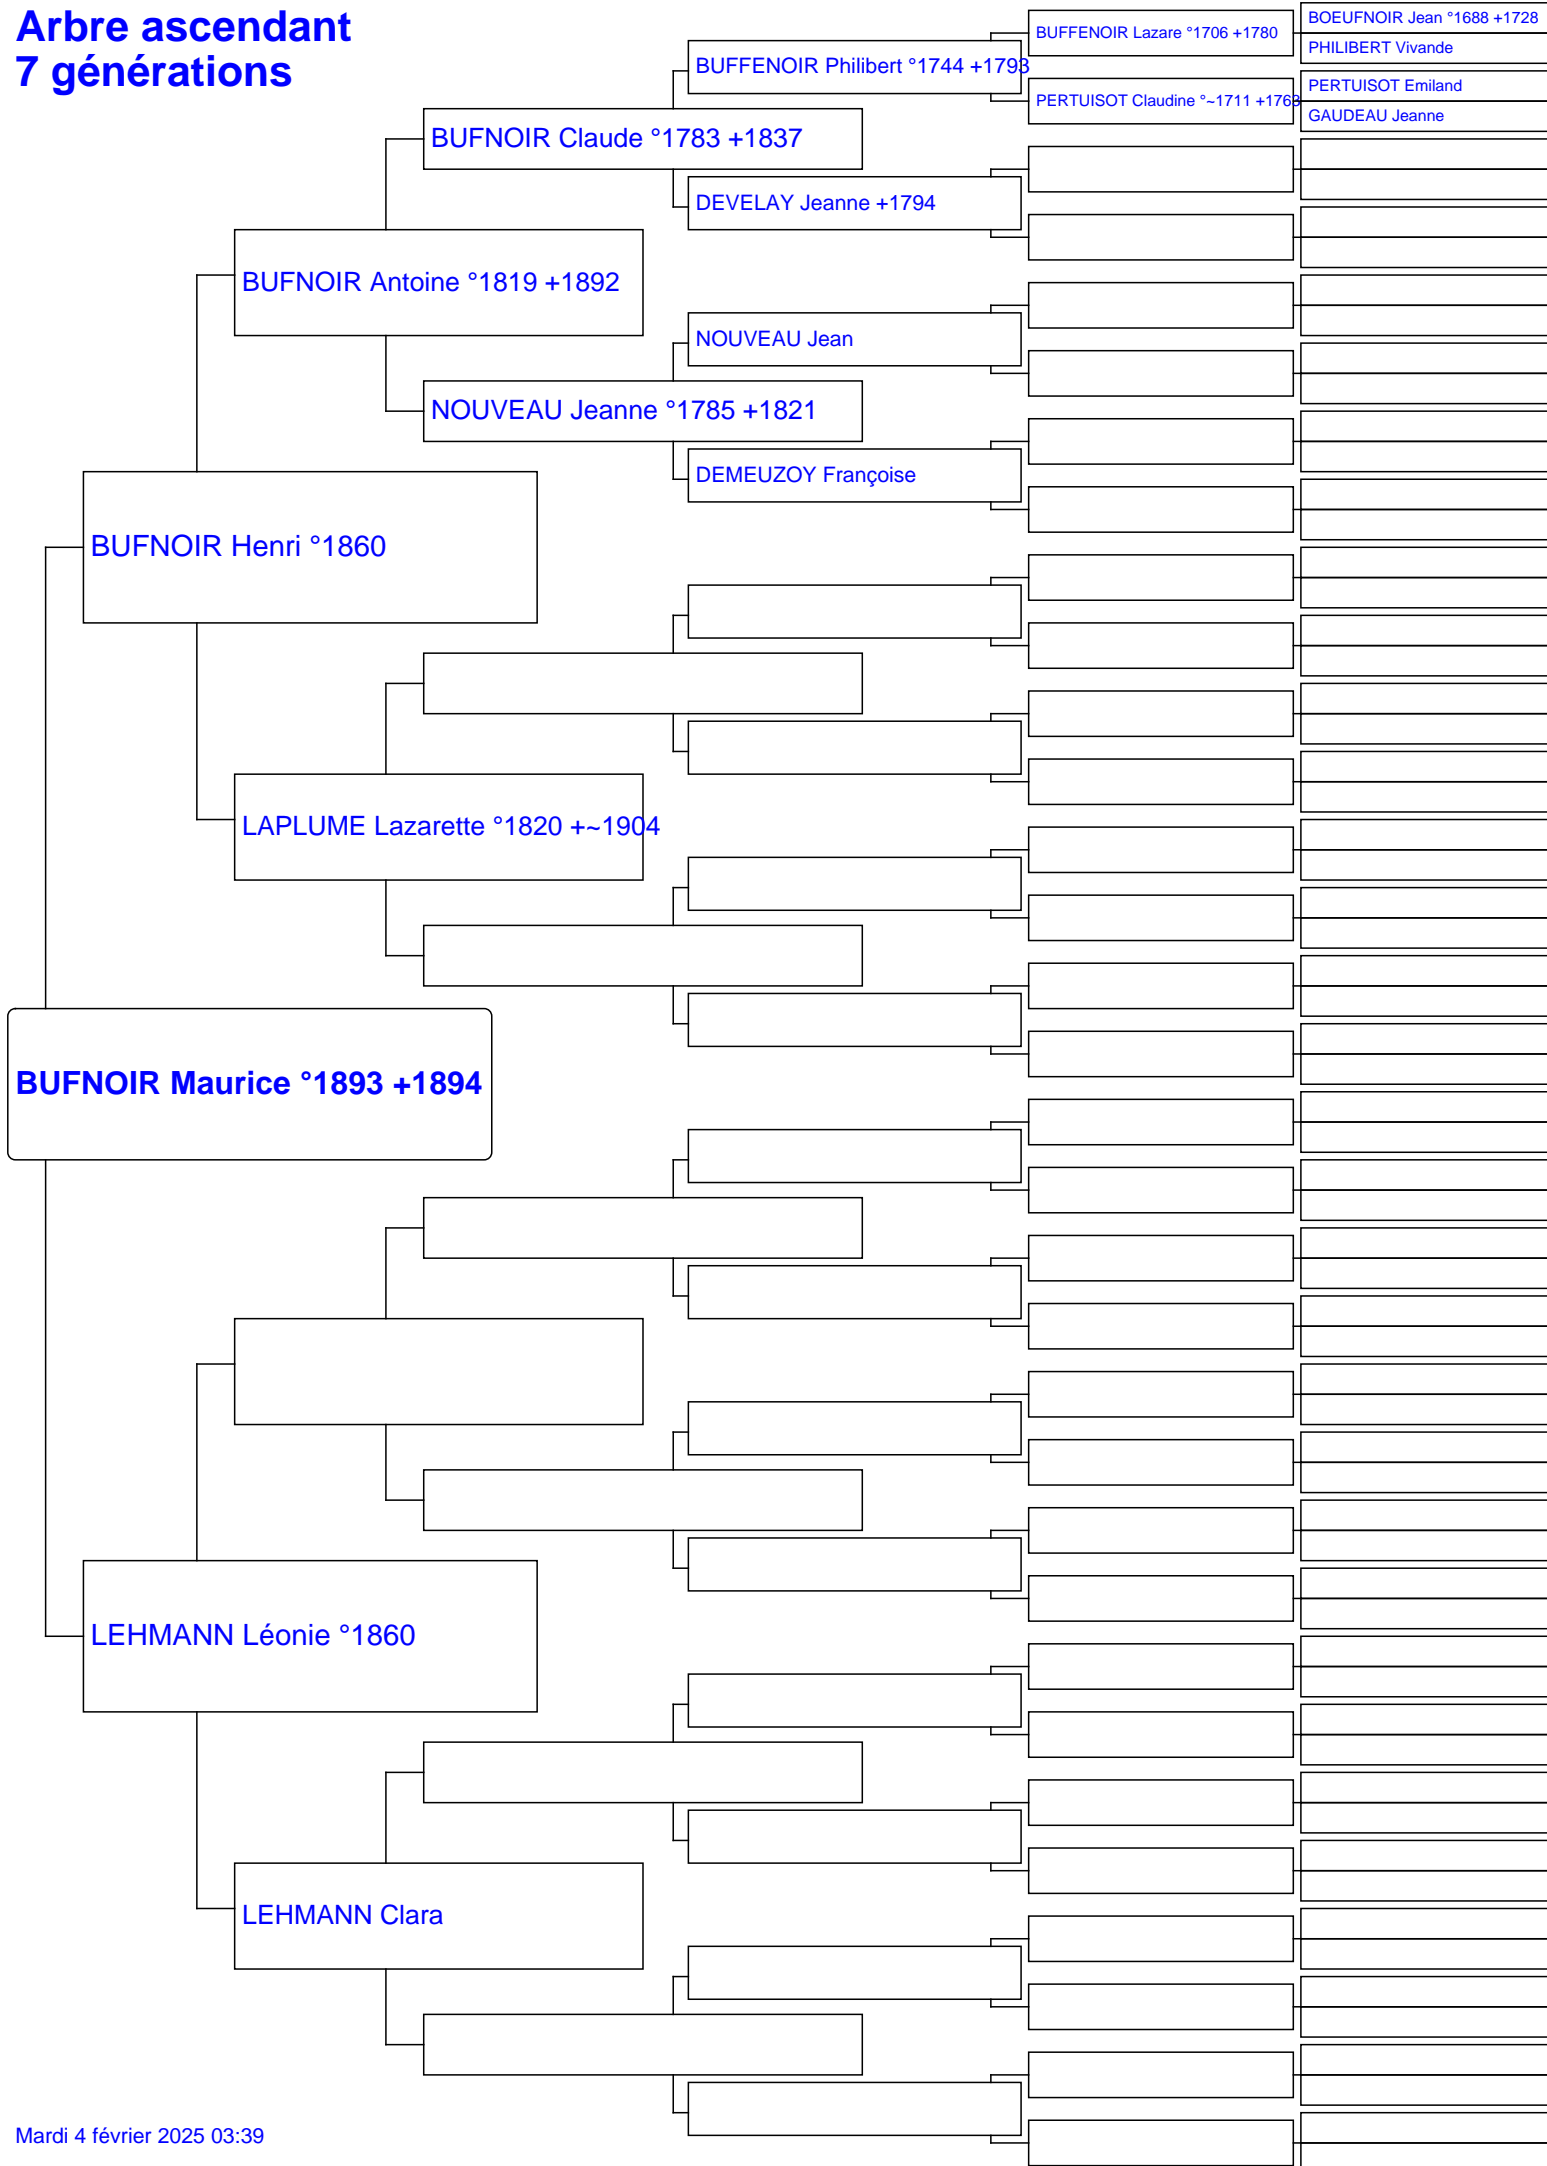 Arbre ascendant
7 générations
BUFFENOIR Lazare °1706 +1780
BOEUFNOIR Jean °1688 +1728
PHILIBERT Vivande
BUFFENOIR Philibert °1744 +1793
PERTUISOT Claudine °~1711 +1763
PERTUISOT Emiland
GAUDEAU Jeanne
BUFNOIR Claude °1783 +1837
DEVELAY Jeanne +1794
BUFNOIR Antoine °1819 +1892
NOUVEAU Jean
NOUVEAU Jeanne °1785 +1821
DEMEUZOY Françoise
BUFNOIR Henri °1860
LAPLUME Lazarette °1820 +~1904
BUFNOIR Maurice °1893 +1894
LEHMANN Léonie °1860
LEHMANN Clara
Mardi 4 février 2025 03:39